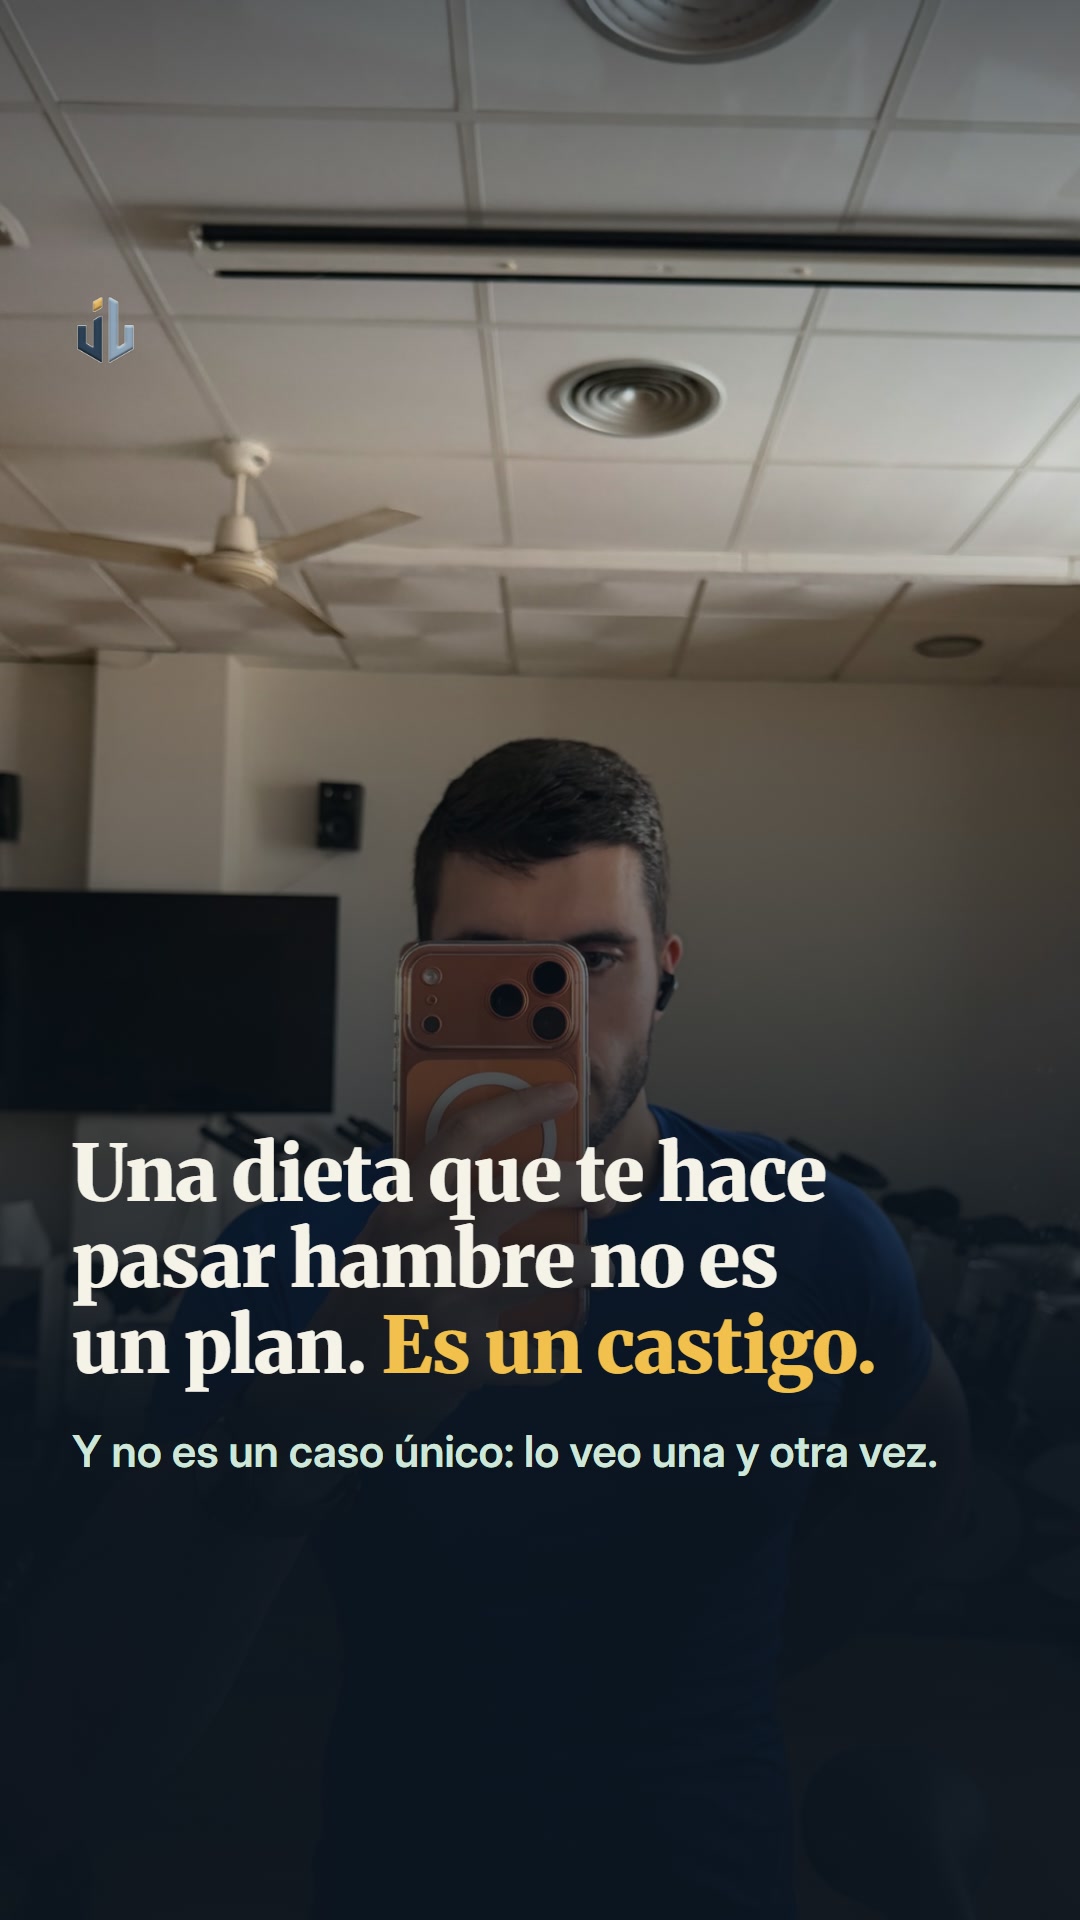 Una dieta que te hace
pasar hambre no es
un plan. Es un castigo.
Y no es un caso único: lo veo una y otra vez.